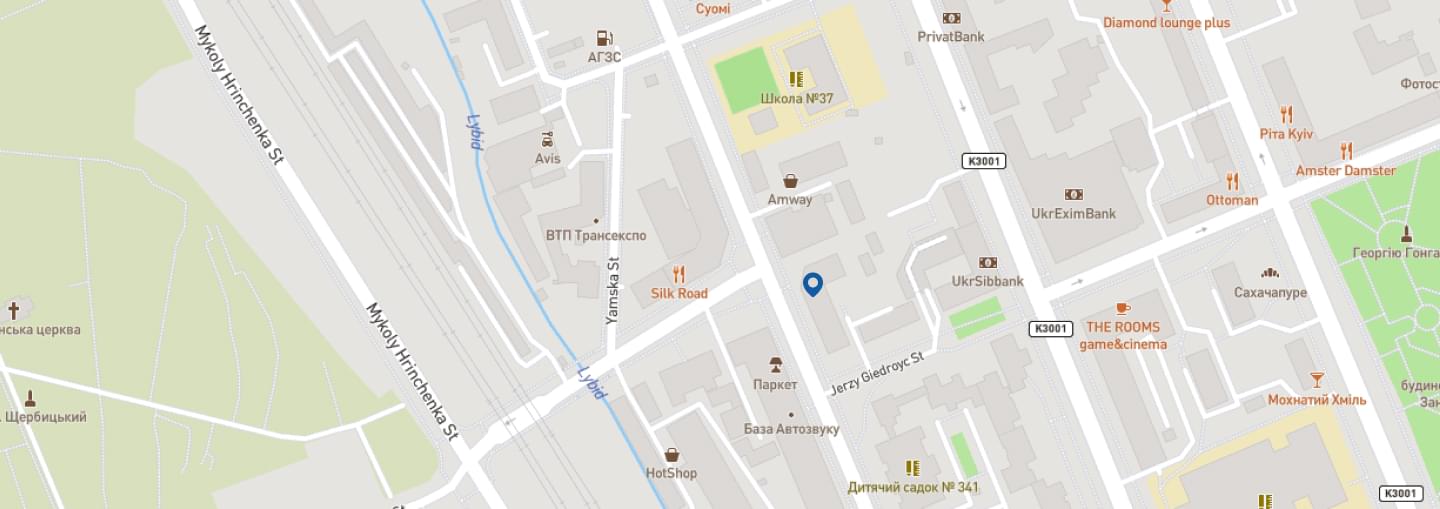 Суомі
Diamond lounge plus
PrivatBank
Mykoly Hrinchenka St
АГЗС
Школа №37
Фотост
Lybid
Avis
Ріта Kyiv
Amster Damster
K3001
Amway
UkrEximBank
Ottoman
ВТП Трансекспо
Георгію Гонга
Yamska St
Silk Road
UkrSibbank
Сахачапуре
Mykoly Hrinchenka St
нська церква
K3001
THE ROOMS
game&cinema
Jerzy Giedroyc St
Lybid
Паркет
Мохнатий Хміль
будино
Зан
. Щербицький
База Автозвуку
HotShop
Дитячий садок № 341
K3001